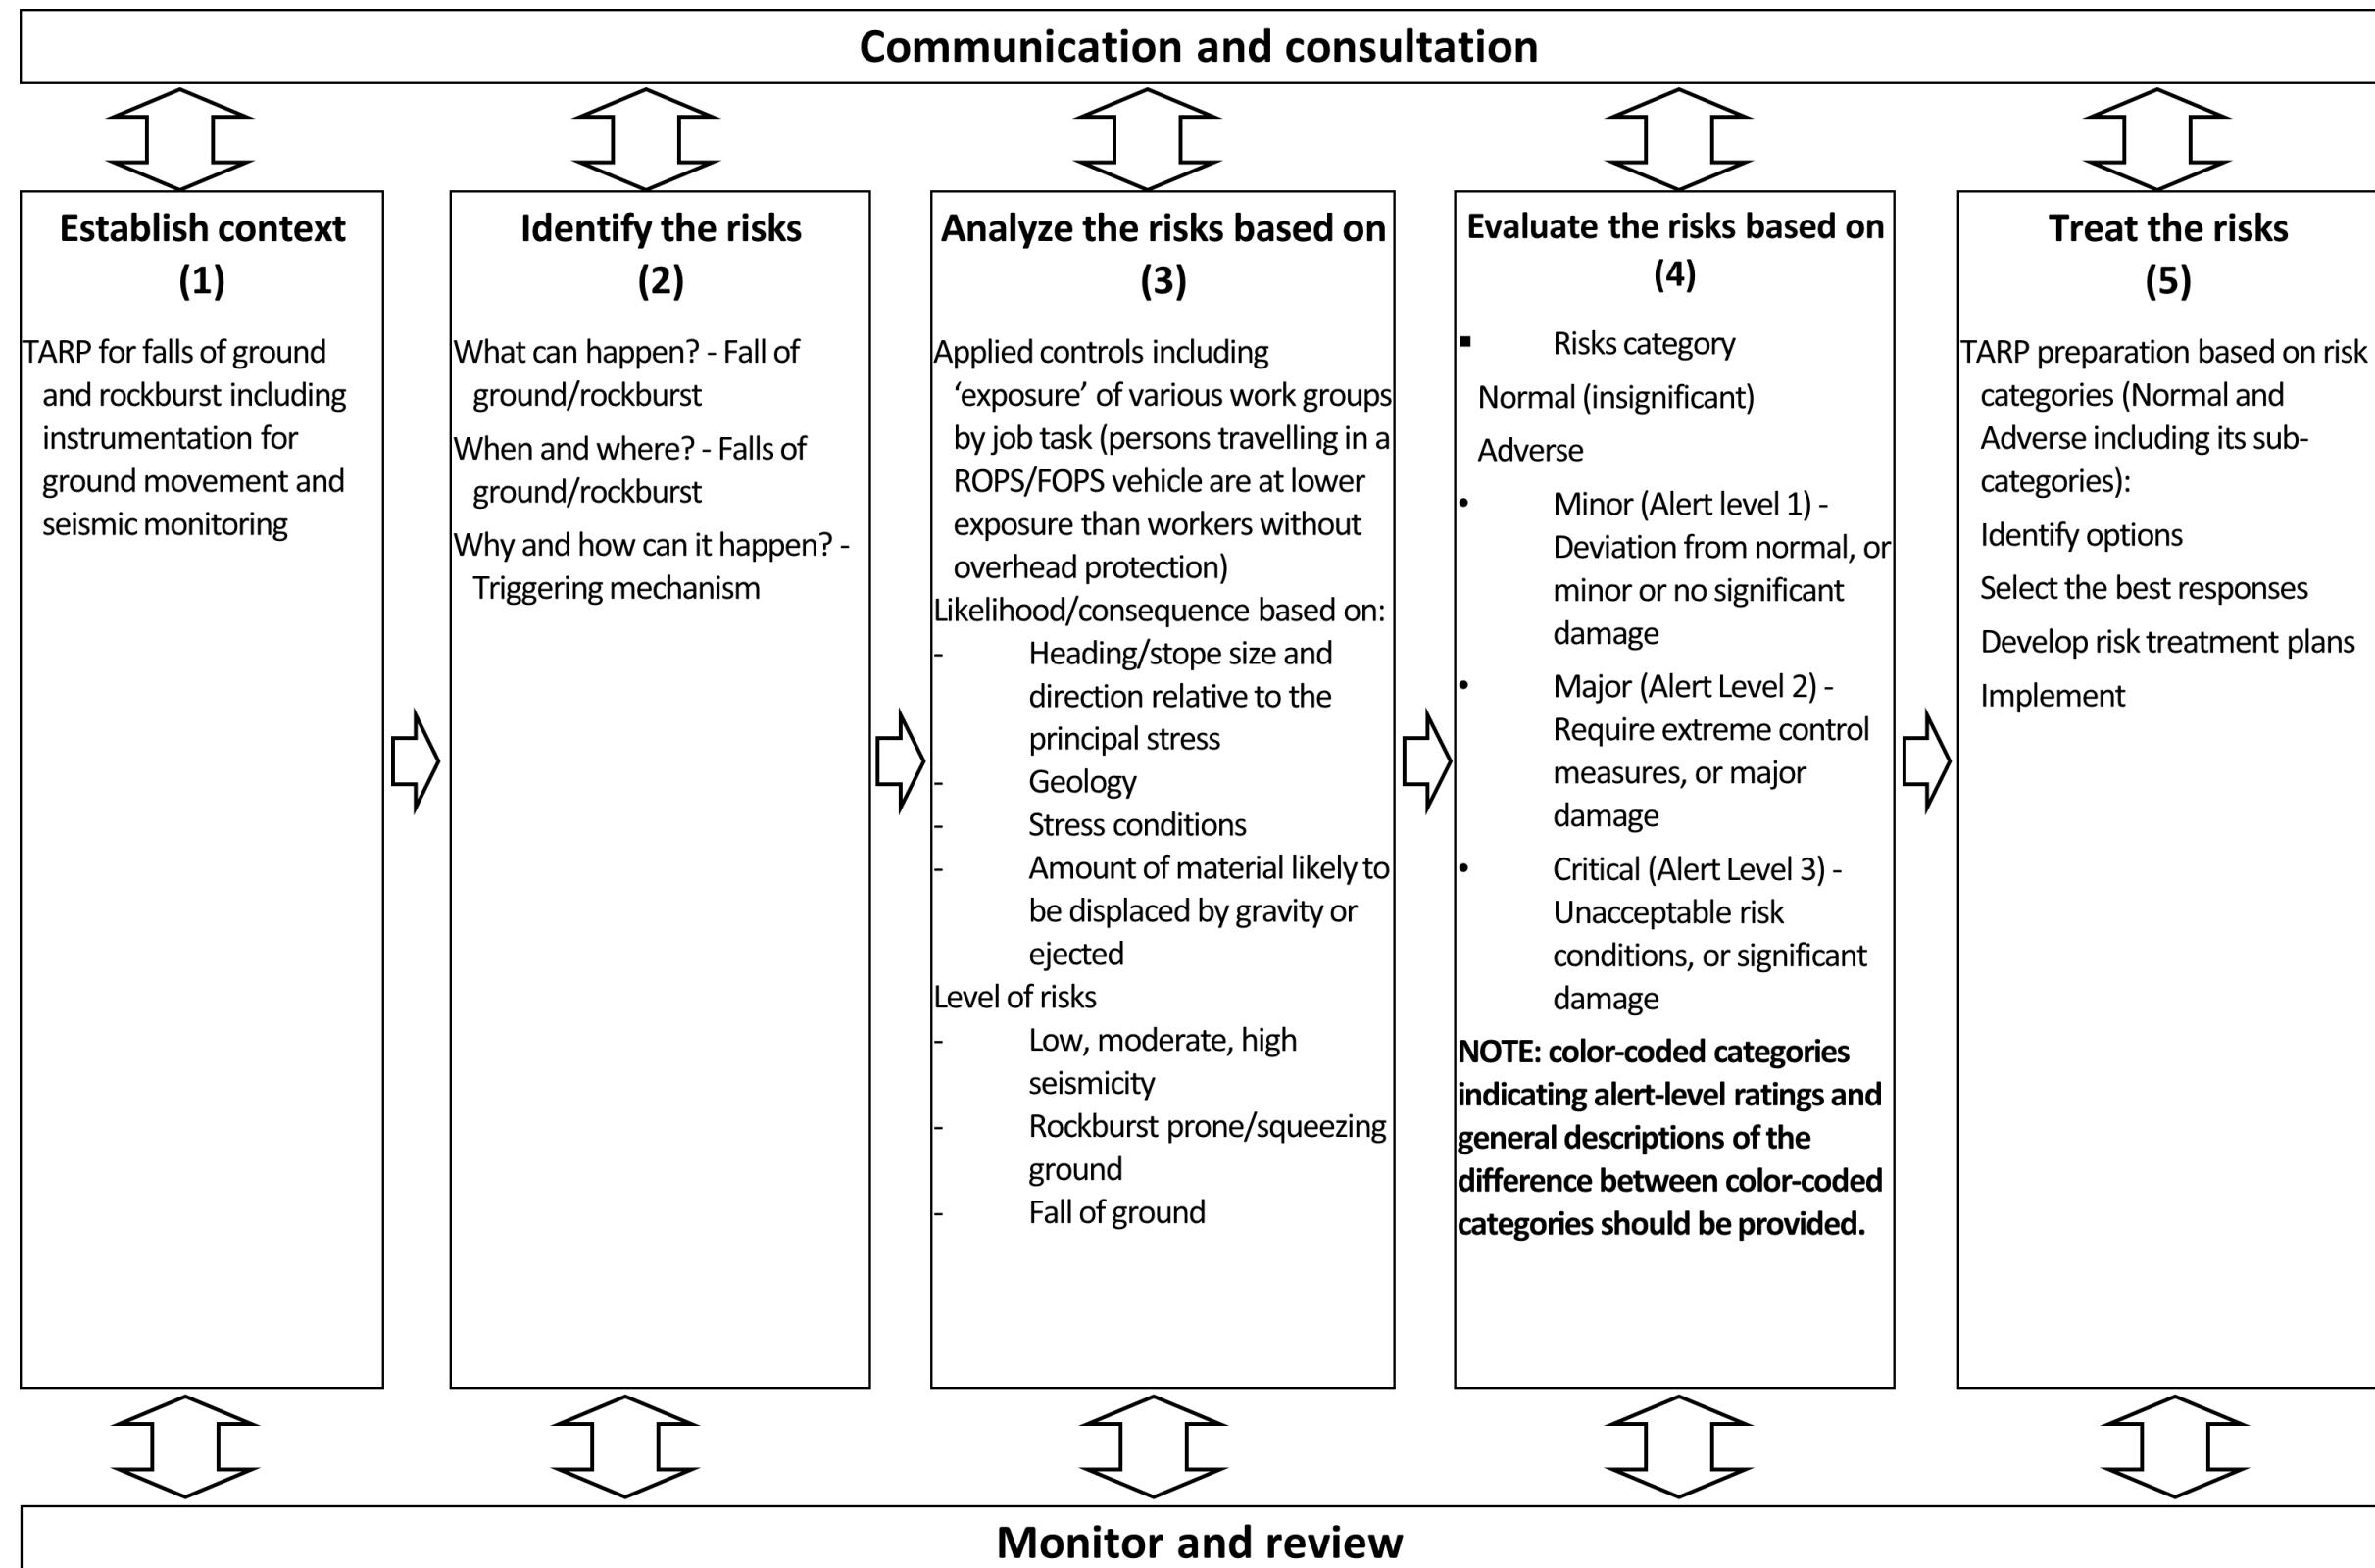 Communication and consultation
Establish context
(1)
TARP for falls of ground
and rockburst including
instrumentation for
ground movement and
seismic monitoring
Identify the risks
(2)
What can happen? - Fall of
ground/rockburst
When and where? - Falls of
ground/rockburst
Why and how can it happen? -
Triggering mechanism
Analyze the risks based on
(3)
Applied controls including
‘exposure’ of various work groups
by job task (persons travelling in a
ROPS/FOPS vehicle are at lower
exposure than workers without
overhead protection)
Likelihood/consequence based on:
- Heading/stope size and
direction relative to the
principal stress
- Geology
- Stress conditions
- Amount of material likely to
be displaced by gravity or
ejected
Level of risks
- Low, moderate, high
seismicity
- Rockburst prone/squeezing
ground
- Fall of ground
Evaluate the risks based on
(4)
▪ Risks category
Normal (insignificant)
Adverse
• Minor (Alert level 1) -
Deviation from normal, or
minor or no significant
damage
• Major (Alert Level 2) -
Require extreme control
measures, or major
damage
• Critical (Alert Level 3) -
Unacceptable risk
conditions, or significant
damage
NOTE: color-coded categories
indicating alert-level ratings and
general descriptions of the
difference between color-coded
categories should be provided.
Treat the risks
(5)
TARP preparation based on risk
categories (Normal and
Adverse including its sub-
categories):
Identify options
Select the best responses
Develop risk treatment plans
Implement
Monitor and review